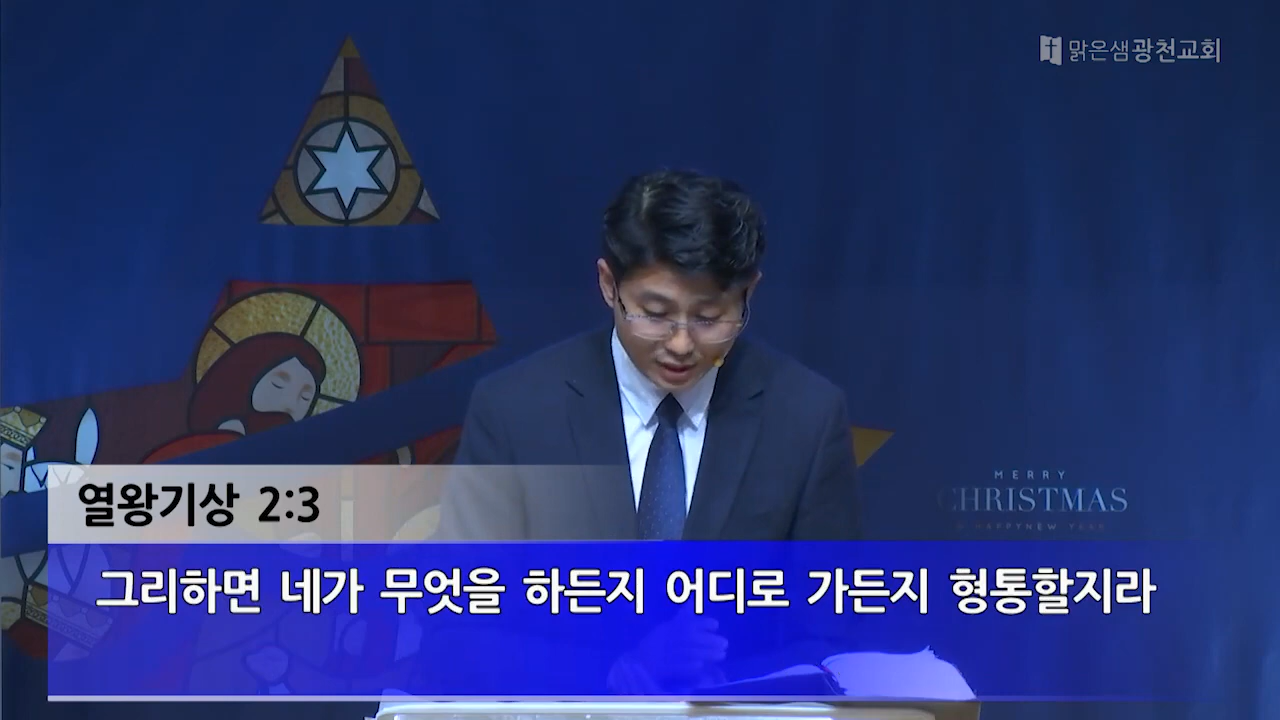 맑은샘광천교회
MERRY
CHRISTMAS
HAPPYNEW YEAR
열왕기상 2:3
그리하면 네가 무엇을 하든지 어디로 가든지 형통할지라